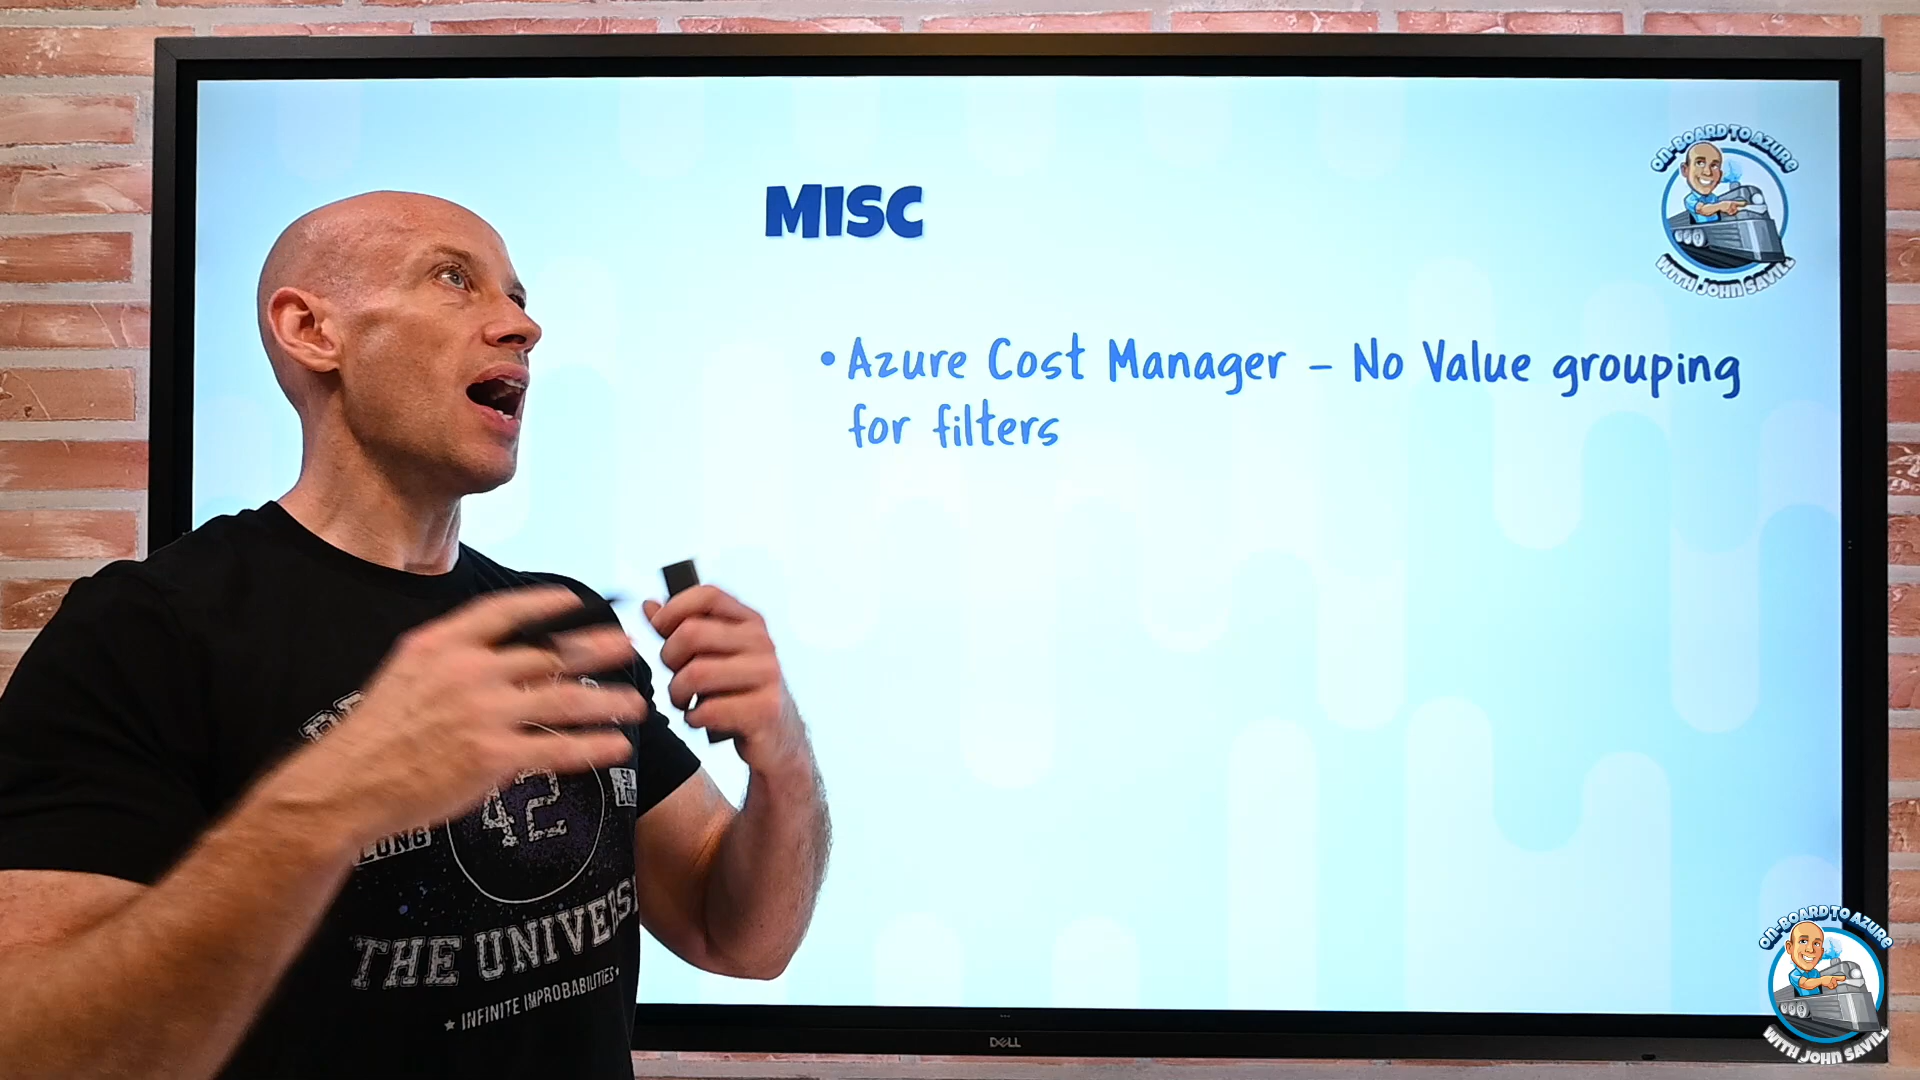 MISC
• Azure Cost Manager – No Value grouping
for filters
ON-BOARD TO AZURE
WITH JOHN SAVILL
42
LONG
THE UNIVERSE
★ INFINITE IMPROBABILITIES ★
DELL
ON-BOARD TO AZURE
WITH JOHN SAVILL